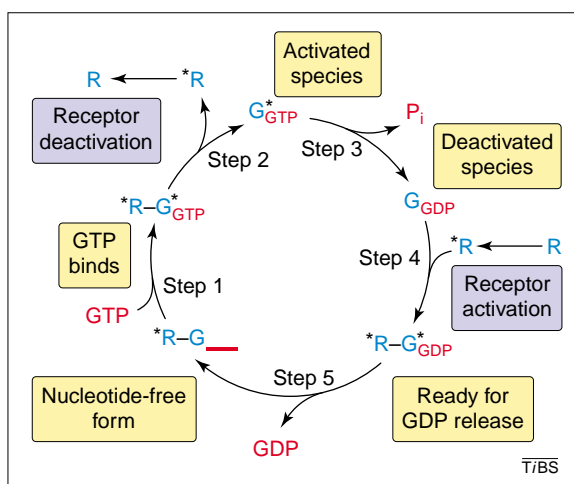 Activated
species
R
*R
G*GTP
Pi
Receptor
deactivation
Step 2
Step 3
Deactivated
species
*R–G*GTP
GGDP
GTP
binds
Step 4
*R
R
Step 1
Receptor
activation
GTP
*R–G
*R–G*GDP
Step 5
Nucleotide-free
form
Ready for
GDP release
GDP
TiBS